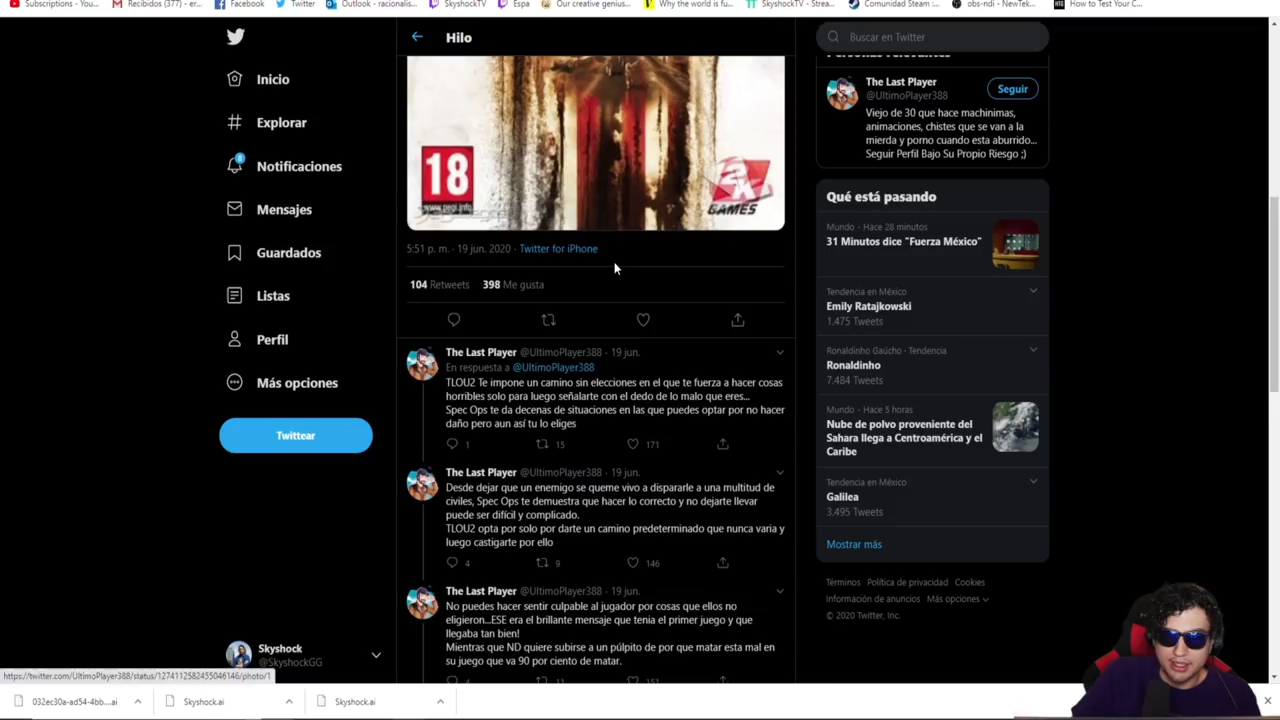 Subscriptions - You...
Recibidos (377) - er...
Facebook
Twitter
Outlook - racionalis...
SkyshockTV
Espa
Our creative genius...
Why the world is fu...
SkyshockTV - Strea...
Comunidad Steam :...
obs-ndi - NewTek...
How to Test Your C...
Inicio
Explorar
8
Notificaciones
Mensajes
Guardados
Listas
Perfil
Más opciones
Twittear
Skyshock
@SkyshockGG
Hilo
18
www.pegi.info
2K
GAMES
5:51 p. m. · 19 jun. 2020 · Twitter for iPhone
104 Retweets 398 Me gusta
The Last Player @UltimoPlayer388 · 19 jun.
En respuesta a @UltimoPlayer388
TLOU2 Te impone un camino sin elecciones en el que te fuerza a hacer cosas
horribles solo para luego señalarte con el dedo de lo malo que eres...
Spec Ops te da decenas de situaciones en las que puedes optar por no hacer
daño pero aun así tu lo eliges
1 15 171
The Last Player @UltimoPlayer388 · 19 jun.
Desde dejar que un enemigo se queme vivo a dispararle a una multitud de
civiles, Spec Ops te demuestra que hacer lo correcto y no dejarte llevar
puede ser difícil y complicado.
TLOU2 opta por solo por darte un camino predeterminado que nunca varia y
luego castigarte por ello
4 9 146
The Last Player @UltimoPlayer388 · 19 jun.
No puedes hacer sentir culpable al jugador por cosas que ellos no
eligieron...ESE era el brillante mensaje que tenia el primer juego y que
llegaba tan bien!
Mientras que ND quiere subirse a un púlpito de por que matar esta mal en
su juego que va 90 por ciento de matar.
4 11 151
Buscar en Twitter
Personas relevantes
The Last Player
@UltimoPlayer388
Seguir
Viejo de 30 que hace machinimas,
animaciones, chistes que se van a la
mierda y porno cuando esta aburrido...
Seguir Perfil Bajo Su Propio Riesgo ;)
Qué está pasando
Mundo · Hace 28 minutos
31 Minutos dice "Fuerza México"
Tendencia en México
Emily Ratajkowski
1.475 Tweets
Ronaldinho Gaúcho · Tendencia
Ronaldinho
7.484 Tweets
Mundo · Hace 5 horas
Nube de polvo proveniente del
Sahara llega a Centroamérica y el
Caribe
Tendencia en México
Galilea
3.495 Tweets
Mostrar más
Términos Política de privacidad Cookies
Información de anuncios Más opciones
© 2020 Twitter, Inc.
https://twitter.com/UltimoPlayer388/status/1274112582455046146/photo/1
032ec30a-ad54-4bb....ai
Skyshock.ai
Skyshock.ai